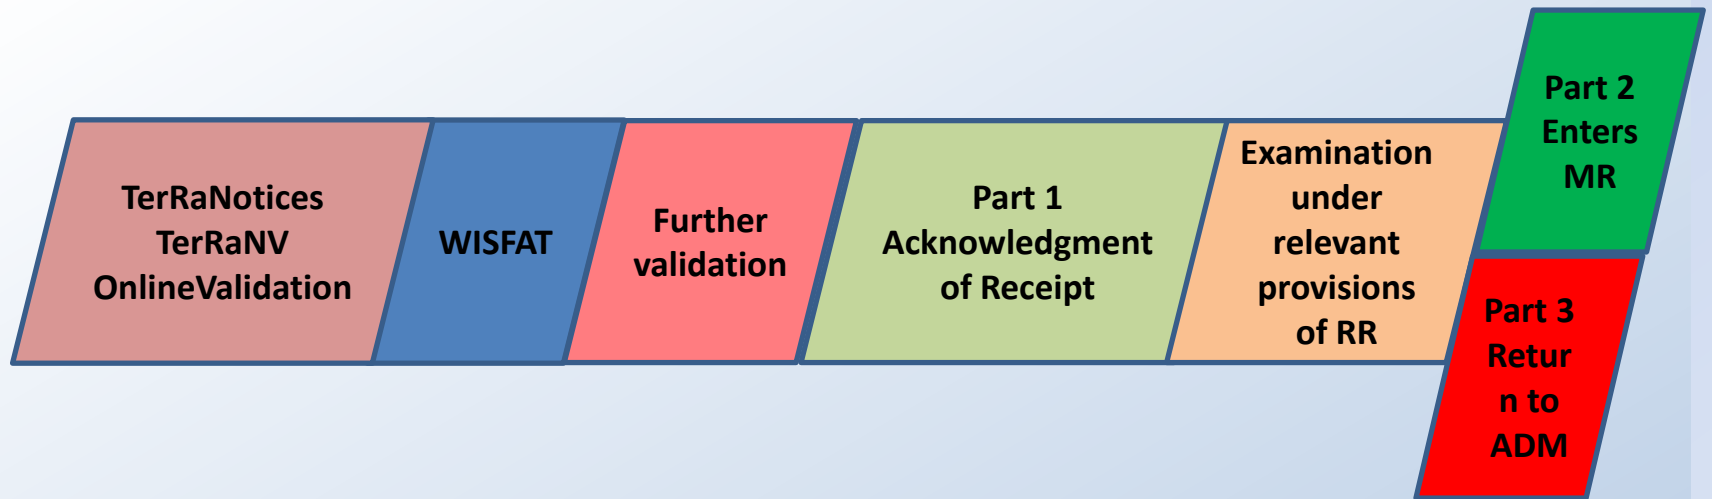 TerRaNotices
TerRaNV
OnlineValidation
WISFAT
Further
validation
Part 1
Acknowledgment
of Receipt
Examination
under
relevant
provisions
of RR
Part 2
Enters
MR
Part 3
Retur
n to
ADM